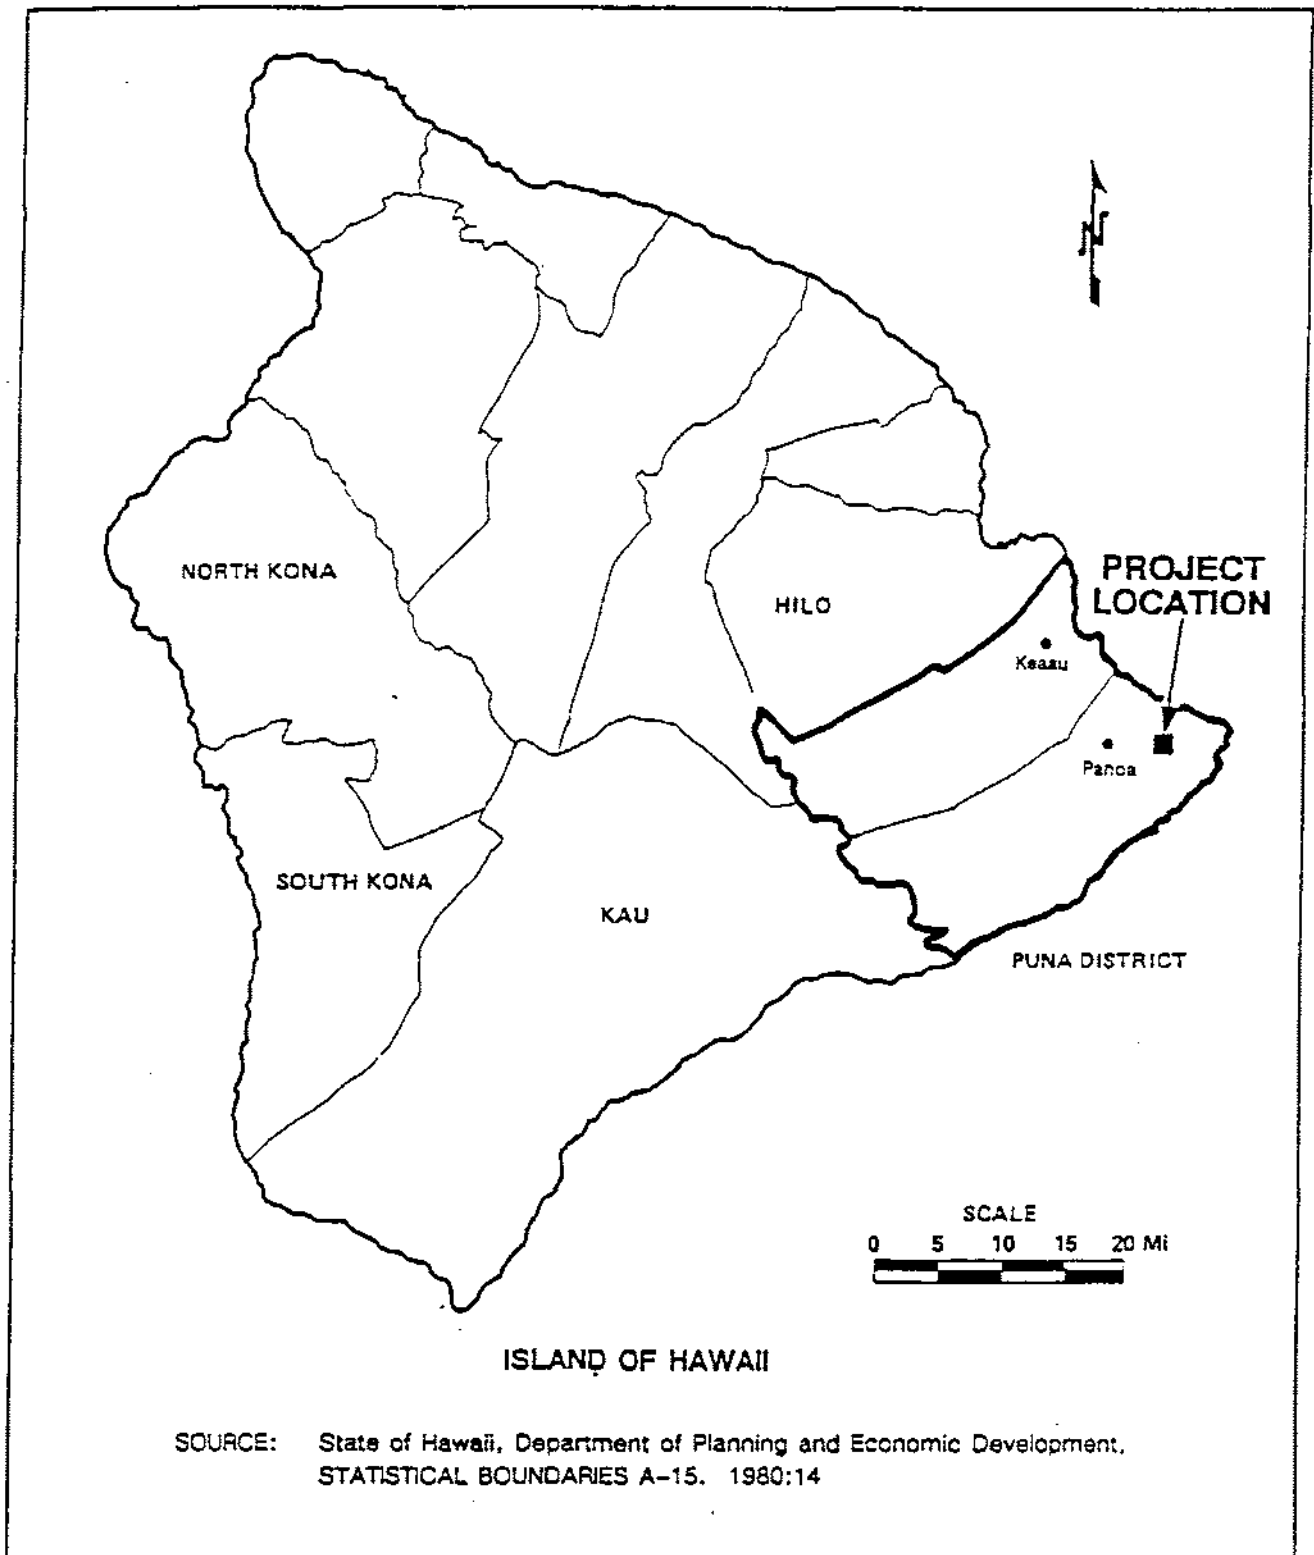 N
PROJECT
LOCATION
NORTH KONA
HILO
Keaau
Pahoa
SOUTH KONA
KAU
PUNA DISTRICT
SCALE
0 5 10 15 20 Mi
ISLAND OF HAWAII
SOURCE: State of Hawaii, Department of Planning and Economic Development,
STATISTICAL BOUNDARIES A-15. 1980:14